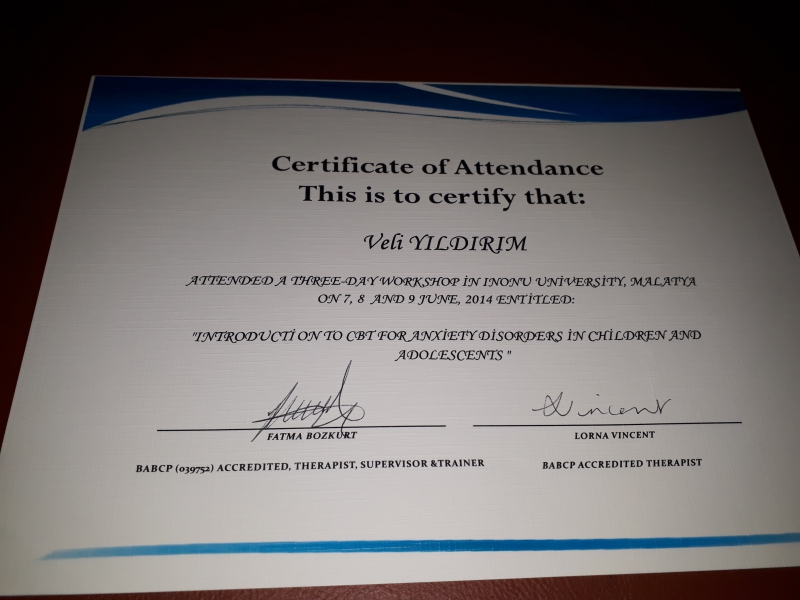 Certificate of Attendance
This is to certify that:
Veli YILDIRIM
ATTENDED A THREE-DAY WORKSHOP İN INONU UNİVERSİTY, MALATYA
ON 7, 8 AND 9 JUNE, 2014 ENTİTLED:
"INTRODUCTİ ON TO CBT FOR ANXİETY DİSORDERS İN CHİLDREN AND
ADOLESCENTS "
Vincent
FATMA BOZKURT
LORNA VINCENT
BABCP (039752) ACCREDITED, THERAPIST, SUPERVISOR &TRAINER
BABCP ACCREDITED THERAPIST